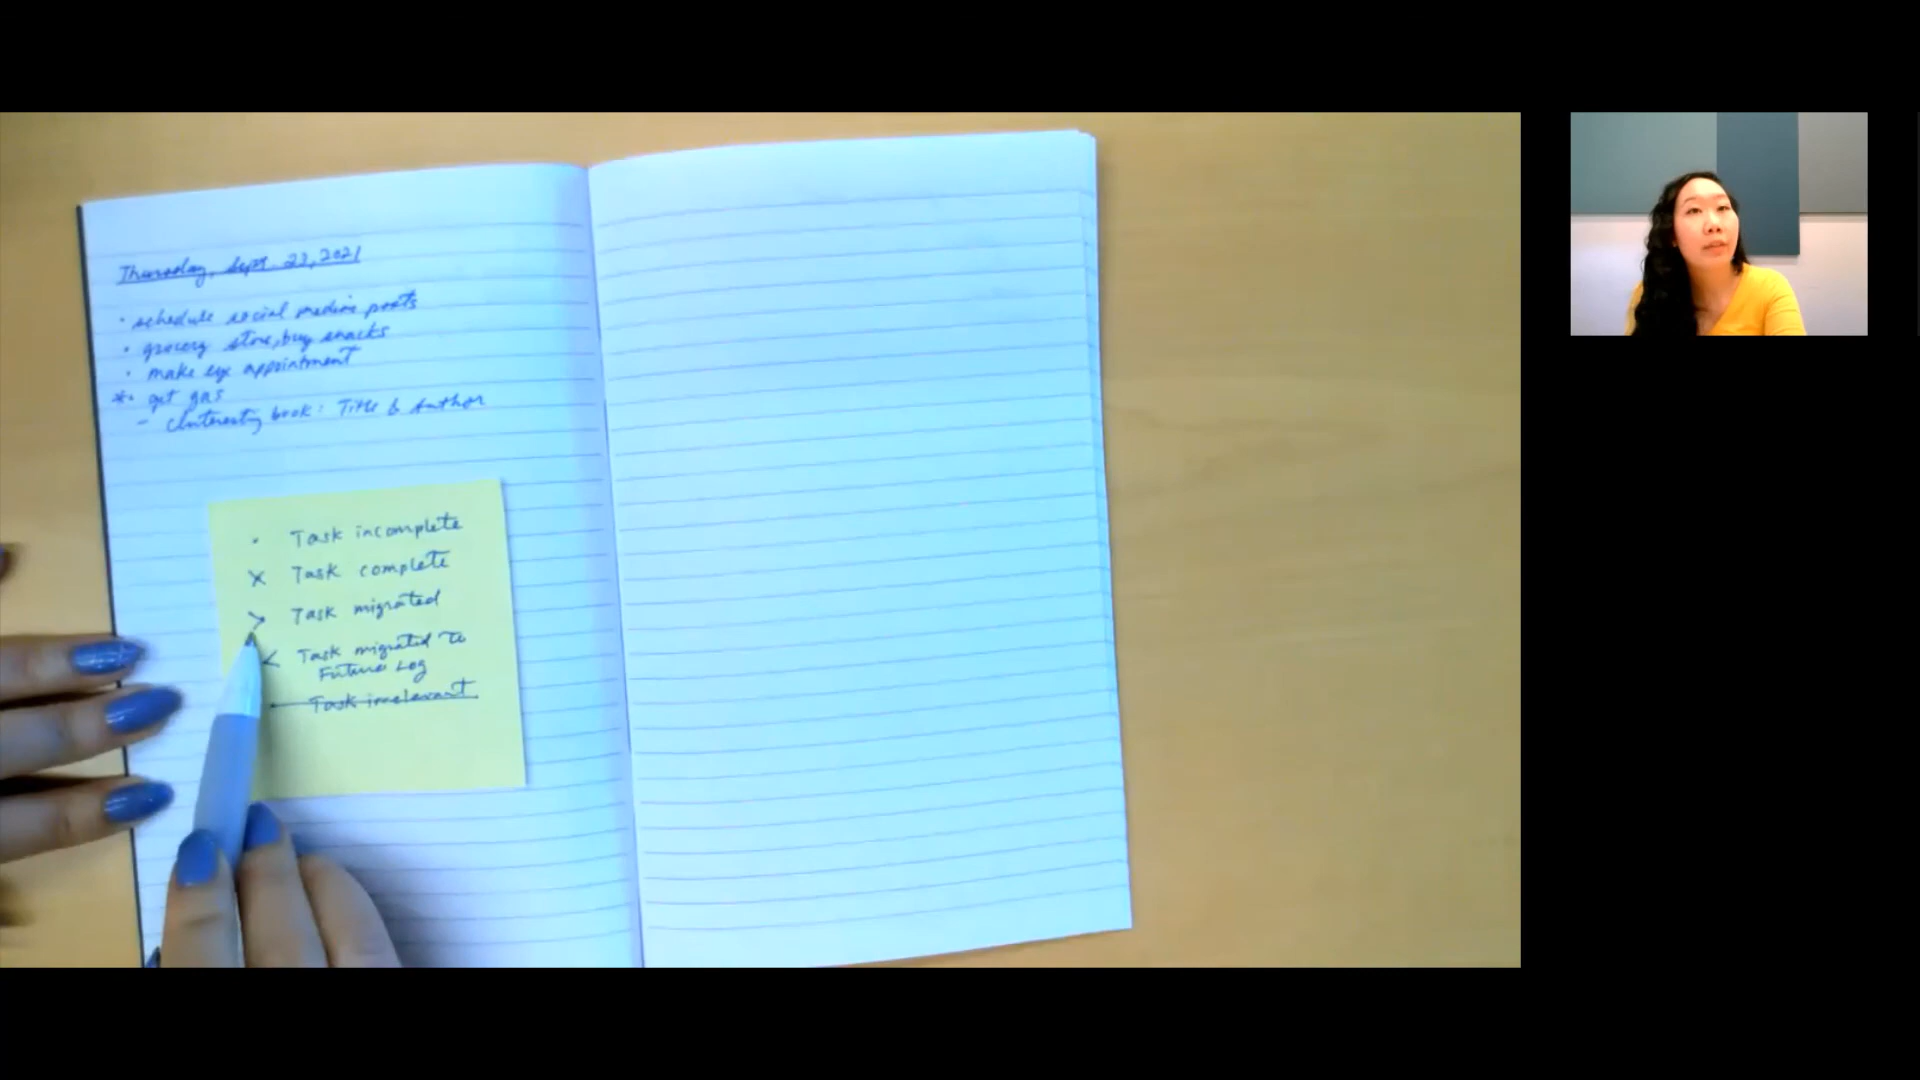 Thursday, Sept. 23, 2021
· schedule social media posts
· grocery store, buy snacks
· make eye appointment
*· get gas
– Interesting book: Title & Author
· Task incomplete
x Task complete
> Task migrated
< Task migrated to
Future Log
· Task irrelevant